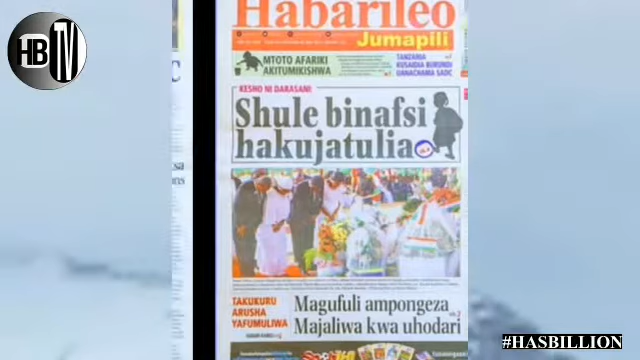 HB TV
Habarileo
Jumapili
MTOTO AFARIKI
AKITUMIKISHWA
TANZANIA
KUSAIDIA BURUNDI
UANACHAMA SADC
KESHO NI DARASANI
Shule binafsi
hakujatulia
TAKUKURU
ARUSHA
YAFUMULIWA
Magufuli ampongeza
Majaliwa kwa uhodari
#HASBILLION